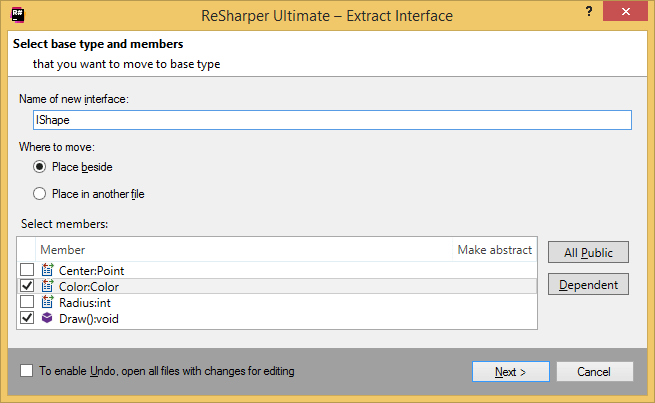 R#
ReSharper Ultimate – Extract Interface
?
Select base type and members
that you want to move to base type
Name of new interface:
IShape
Where to move:
Place beside
Place in another file
Select members:
Member Make abstract
All Public
Center:Point
Color:Color
Dependent
Radius:int
Draw():void
To enable Undo, open all files with changes for editing
Next > Cancel